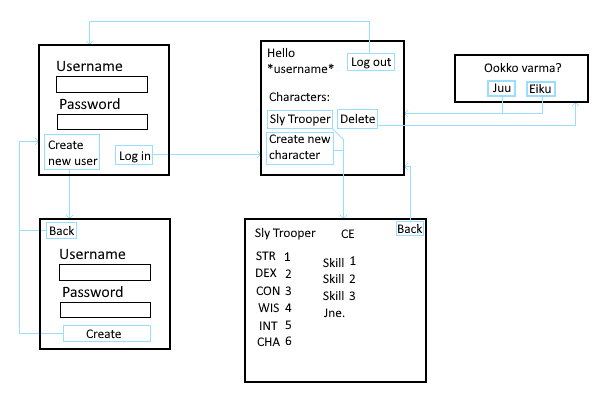 Username
Password
Create
new user
Log in
Hello
*username*
Log out
Characters:
Sly Trooper
Delete
Create new
character
Ookko varma?
Juu
Eiku
Back
Username
Password
Create
Sly Trooper
CE
Back
STR 1
DEX 2
CON 3
WIS 4
INT 5
CHA 6
Skill 1
Skill 2
Skill 3
Jne.